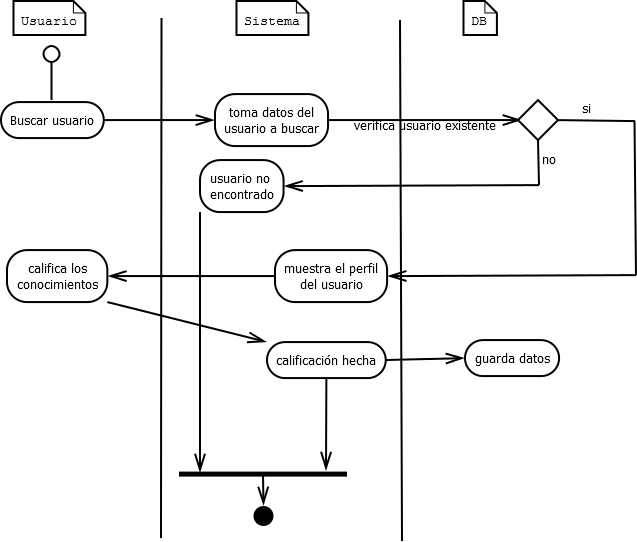 Usuario
Sistema
DB
Buscar usuario
toma datos del
usuario a buscar
verifica usuario existente
si
no
usuario no
encontrado
califica los
conocimientos
muestra el perfil
del usuario
calificación hecha
guarda datos